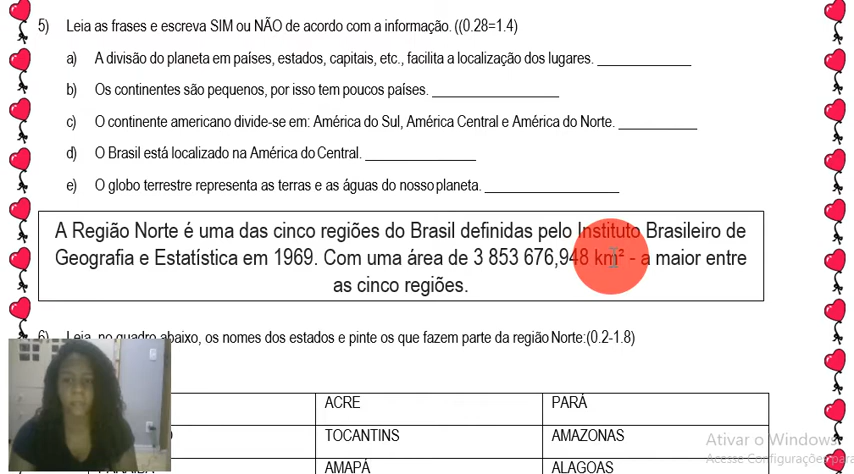 5) Leia as frases e escreva SIM ou NÃO de acordo com a informação. ((0.28=1.4)
a) A divisão do planeta em países, estados, capitais, etc., facilita a localização dos lugares. ____________
b) Os continentes são pequenos, por isso tem poucos países. ________________
c) O continente americano divide-se em: América do Sul, América Central e América do Norte. __________
d) O Brasil está localizado na América do Central. ______________
e) O globo terrestre representa as terras e as águas do nosso planeta. _________________
A Região Norte é uma das cinco regiões do Brasil definidas pelo Instituto Brasileiro de
Geografia e Estatística em 1969. Com uma área de 3 853 676,948 km² - a maior entre
as cinco regiões.
6) Leia, no quadro abaixo, os nomes dos estados e pinte os que fazem parte da região Norte:(0.2-1.8)
ACRE PARÁ
TOCANTINS AMAZONAS
AMAPÁ ALAGOAS
Ativar o Windows
Acesse Configurações para